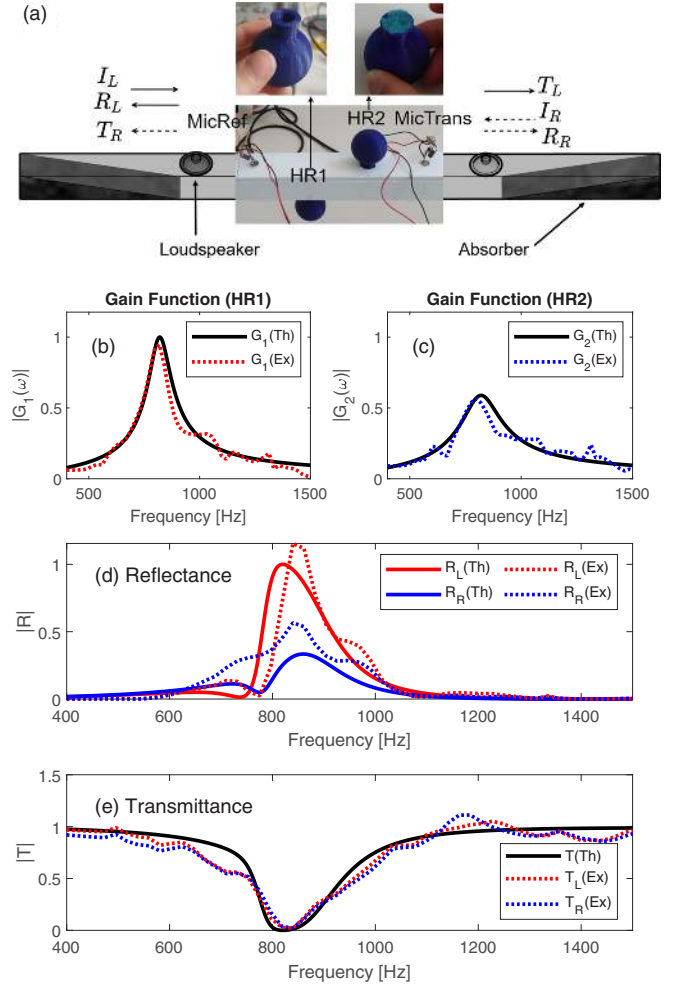 (a)
I_L
R_L
T_R
MicRef
HR1
HR2
MicTrans
T_L
I_R
R_R
Loudspeaker
Absorber
Gain Function (HR1)
(b)
G_1(Th)
G_1(Ex)
|G_1(ω)|
1
0.5
0
500
1000
1500
Frequency [Hz]
Gain Function (HR2)
(c)
G_2(Th)
G_2(Ex)
|G_2(ω)|
1
0.5
0
500
1000
1500
Frequency [Hz]
(d) Reflectance
R_L(Th)
R_L(Ex)
R_R(Th)
R_R(Ex)
|R|
1
0.5
0
400
600
800
1000
1200
1400
Frequency [Hz]
(e) Transmittance
T(Th)
T_L(Ex)
T_R(Ex)
|T|
1.5
1
0.5
0
400
600
800
1000
1200
1400
Frequency [Hz]